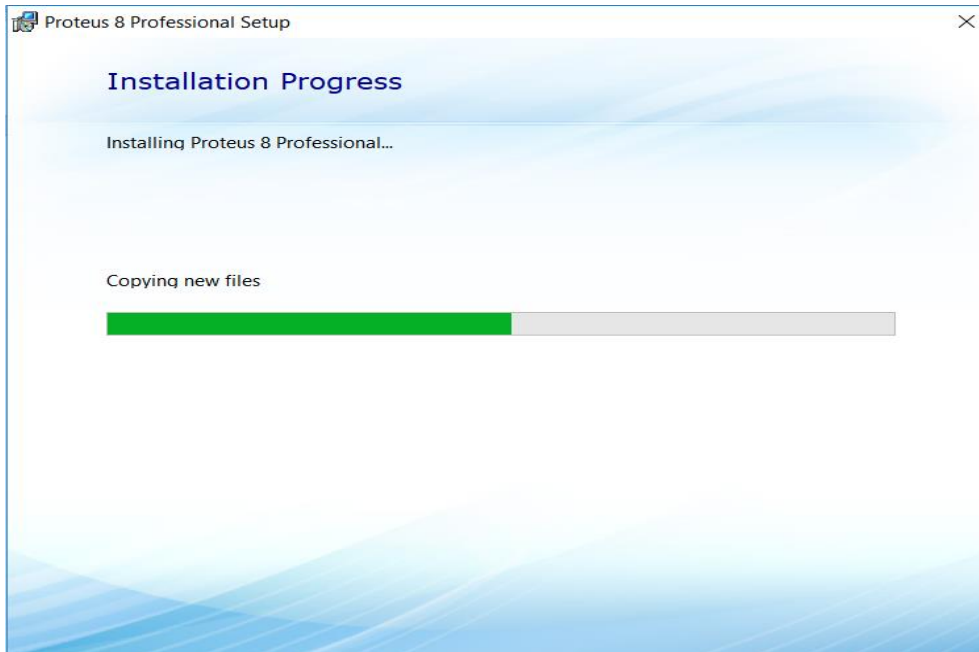 Proteus 8 Professional Setup
Installation Progress
Installing Proteus 8 Professional...
Copying new files